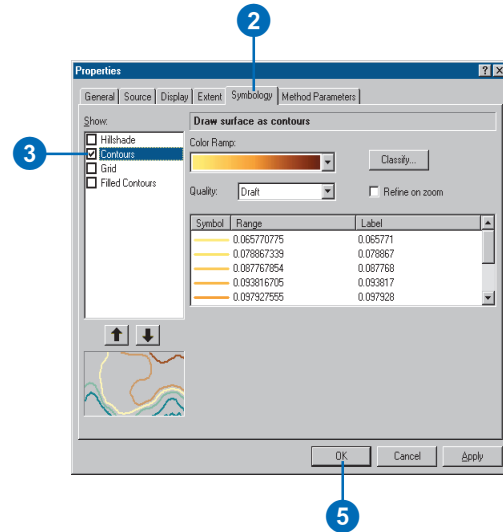 2
Properties
General Source Display Extent Symbology Method Parameters
Show:
Draw surface as contours
3
Hillshade
Contours
Grid
Filled Contours
Color Ramp:
Classify...
Quality: Draft Refine on zoom
Symbol Range Label
0.065770775 0.065771
0.078867339 0.078867
0.087767854 0.087768
0.093816705 0.093817
0.097927555 0.097928
OK Cancel Apply
5